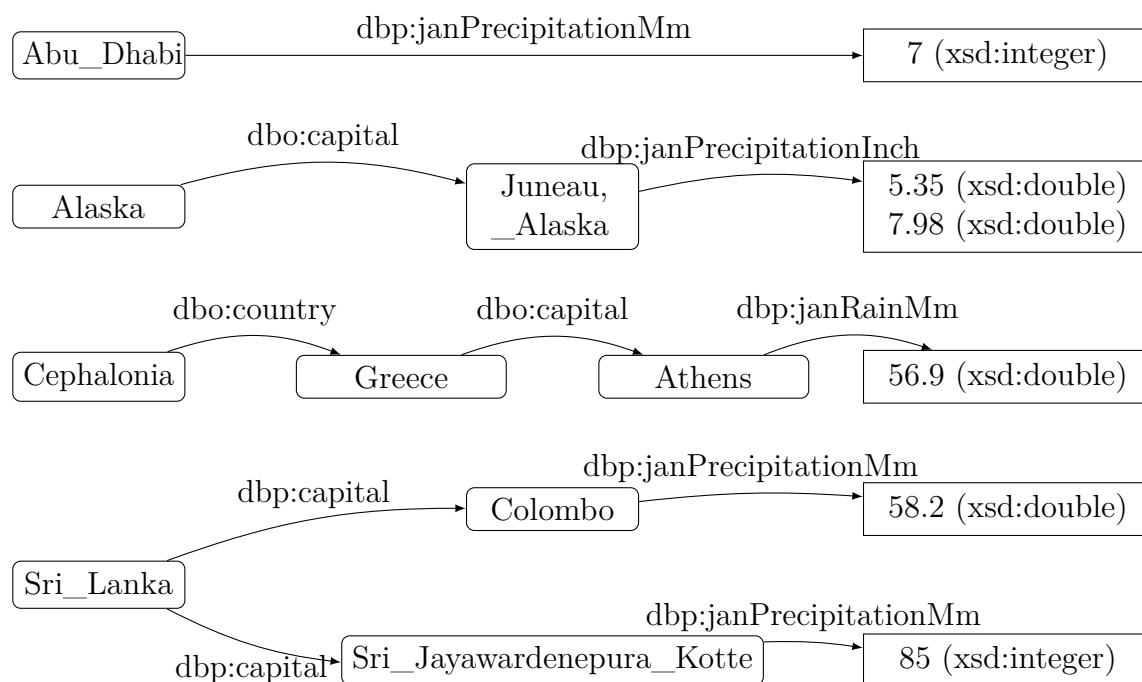 dbp:janPrecipitationMm
Abu_Dhabi
7 (xsd:integer)
dbo:capital
dbp:janPrecipitationInch
Alaska
Juneau,
_Alaska
5.35 (xsd:double)
7.98 (xsd:double)
dbo:country
dbo:capital
dbp:janRainMm
Cephalonia
Greece
Athens
56.9 (xsd:double)
dbp:capital
dbp:janPrecipitationMm
Colombo
58.2 (xsd:double)
Sri_Lanka
dbp:capital
dbp:janPrecipitationMm
Sri_Jayawardenepura_Kotte
85 (xsd:integer)